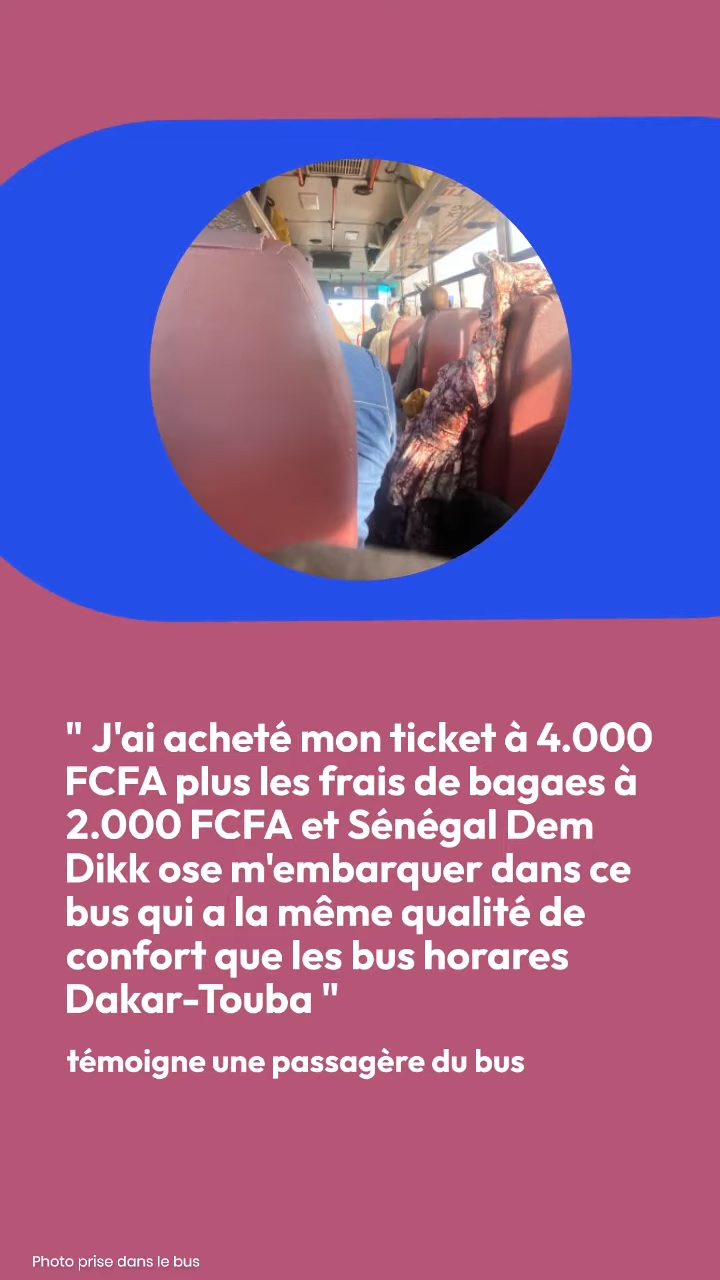 " J'ai acheté mon ticket à 4.000
FCFA plus les frais de bagaes à
2.000 FCFA et Sénégal Dem
Dikk ose m'embarquer dans ce
bus qui a la même qualité de
confort que les bus horares
Dakar-Touba "
témoigne une passagère du bus
Photo prise dans le bus